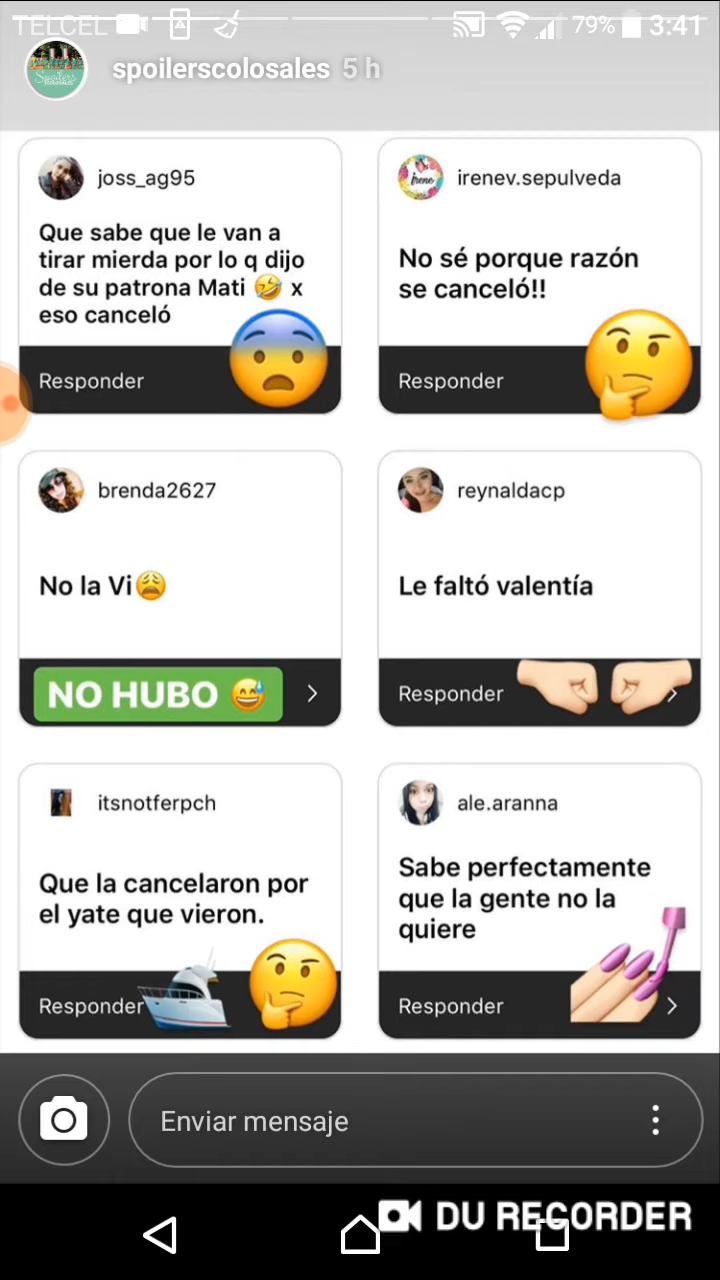 TELCEL 79% 3:41
spoilerscolosales 5 h
joss_ag95
Que sabe que le van a
tirar mierda por lo q dijo
de su patrona Mati 🤣 x
eso canceló
Responder
irenev.sepulveda
No sé porque razón
se canceló!!
Responder
brenda2627
No la Vi😩
NO HUBO 😅
reynaldacp
Le faltó valentía
Responder
itsnotferpch
Que la cancelaron por
el yate que vieron.
Responder
ale.aranna
Sabe perfectamente
que la gente no la
quiere
Responder
Enviar mensaje
DU RECORDER